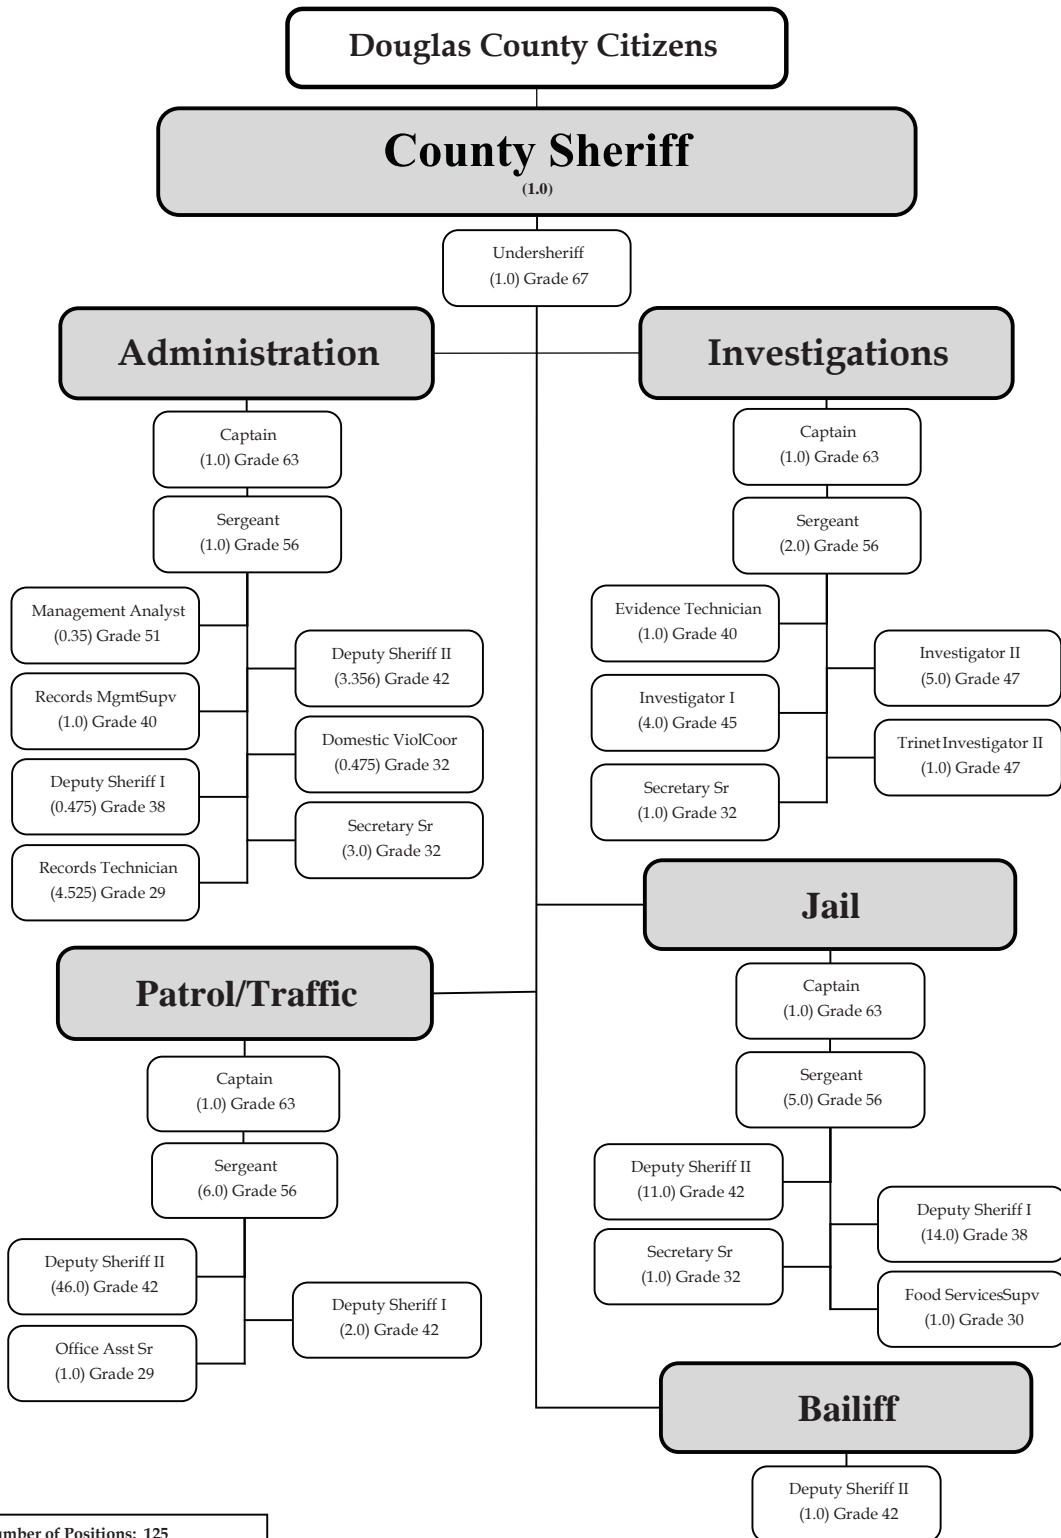 Douglas County Citizens
County Sheriff
(1.0)
Undersheriff
(1.0) Grade 67
Administration
Captain
(1.0) Grade 63
Sergeant
(1.0) Grade 56
Management Analyst
(0.35) Grade 51
Records MgmtSupv
(1.0) Grade 40
Deputy Sheriff I
(0.475) Grade 38
Records Technician
(4.525) Grade 29
Deputy Sheriff II
(3.356) Grade 42
Domestic ViolCoor
(0.475) Grade 32
Secretary Sr
(3.0) Grade 32
Investigations
Captain
(1.0) Grade 63
Sergeant
(2.0) Grade 56
Evidence Technician
(1.0) Grade 40
Investigator I
(4.0) Grade 45
Secretary Sr
(1.0) Grade 32
Investigator II
(5.0) Grade 47
Trinet Investigator II
(1.0) Grade 47
Patrol/Traffic
Captain
(1.0) Grade 63
Sergeant
(6.0) Grade 56
Deputy Sheriff II
(46.0) Grade 42
Office Asst Sr
(1.0) Grade 29
Deputy Sheriff I
(2.0) Grade 42
Jail
Captain
(1.0) Grade 63
Sergeant
(5.0) Grade 56
Deputy Sheriff II
(11.0) Grade 42
Secretary Sr
(1.0) Grade 32
Deputy Sheriff I
(14.0) Grade 38
Food ServicesSupv
(1.0) Grade 30
Bailiff
Deputy Sheriff II
(1.0) Grade 42
umber of Positions: 125